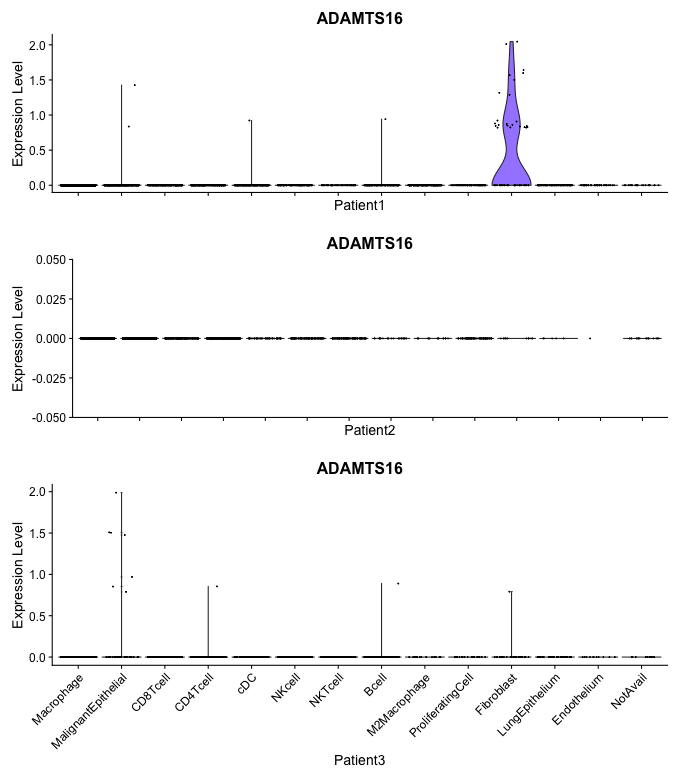 ADAMTS16
Expression Level
2.0
1.5
1.0
0.5
0.0
Patient1
ADAMTS16
Expression Level
0.050
0.025
0.000
-0.025
-0.050
Patient2
ADAMTS16
Expression Level
2.0
1.5
1.0
0.5
0.0
Macrophage
MalignantEpithelial
CD8Tcell
CD4Tcell
cDC
NKcell
NKTcell
Bcell
M2Macrophage
ProliferatingCell
Fibroblast
LungEpithelium
Endothelium
NotAvail
Patient3